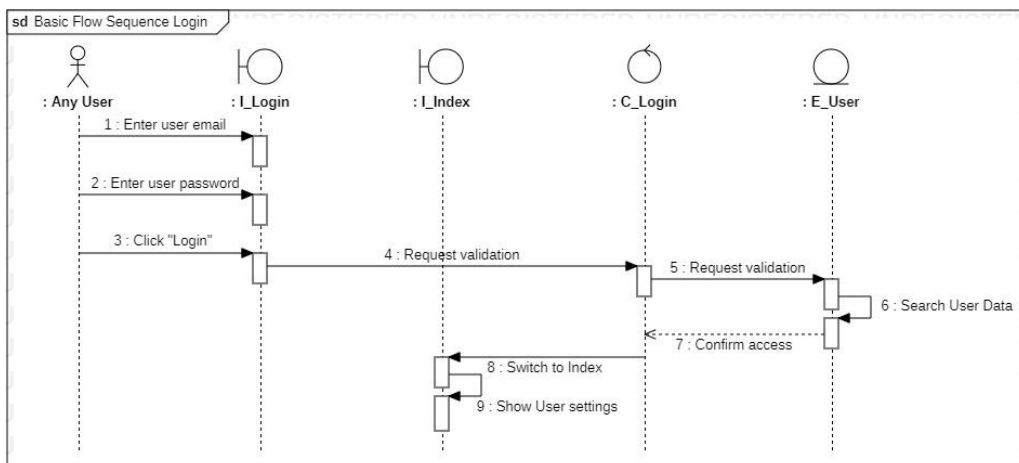 sd Basic Flow Sequence Login
: Any User
: I_Login
: I_Index
: C_Login
: E_User
1 : Enter user email
2 : Enter user password
3 : Click "Login"
4 : Request validation
5 : Request validation
6 : Search User Data
7 : Confirm access
8 : Switch to Index
9 : Show User settings